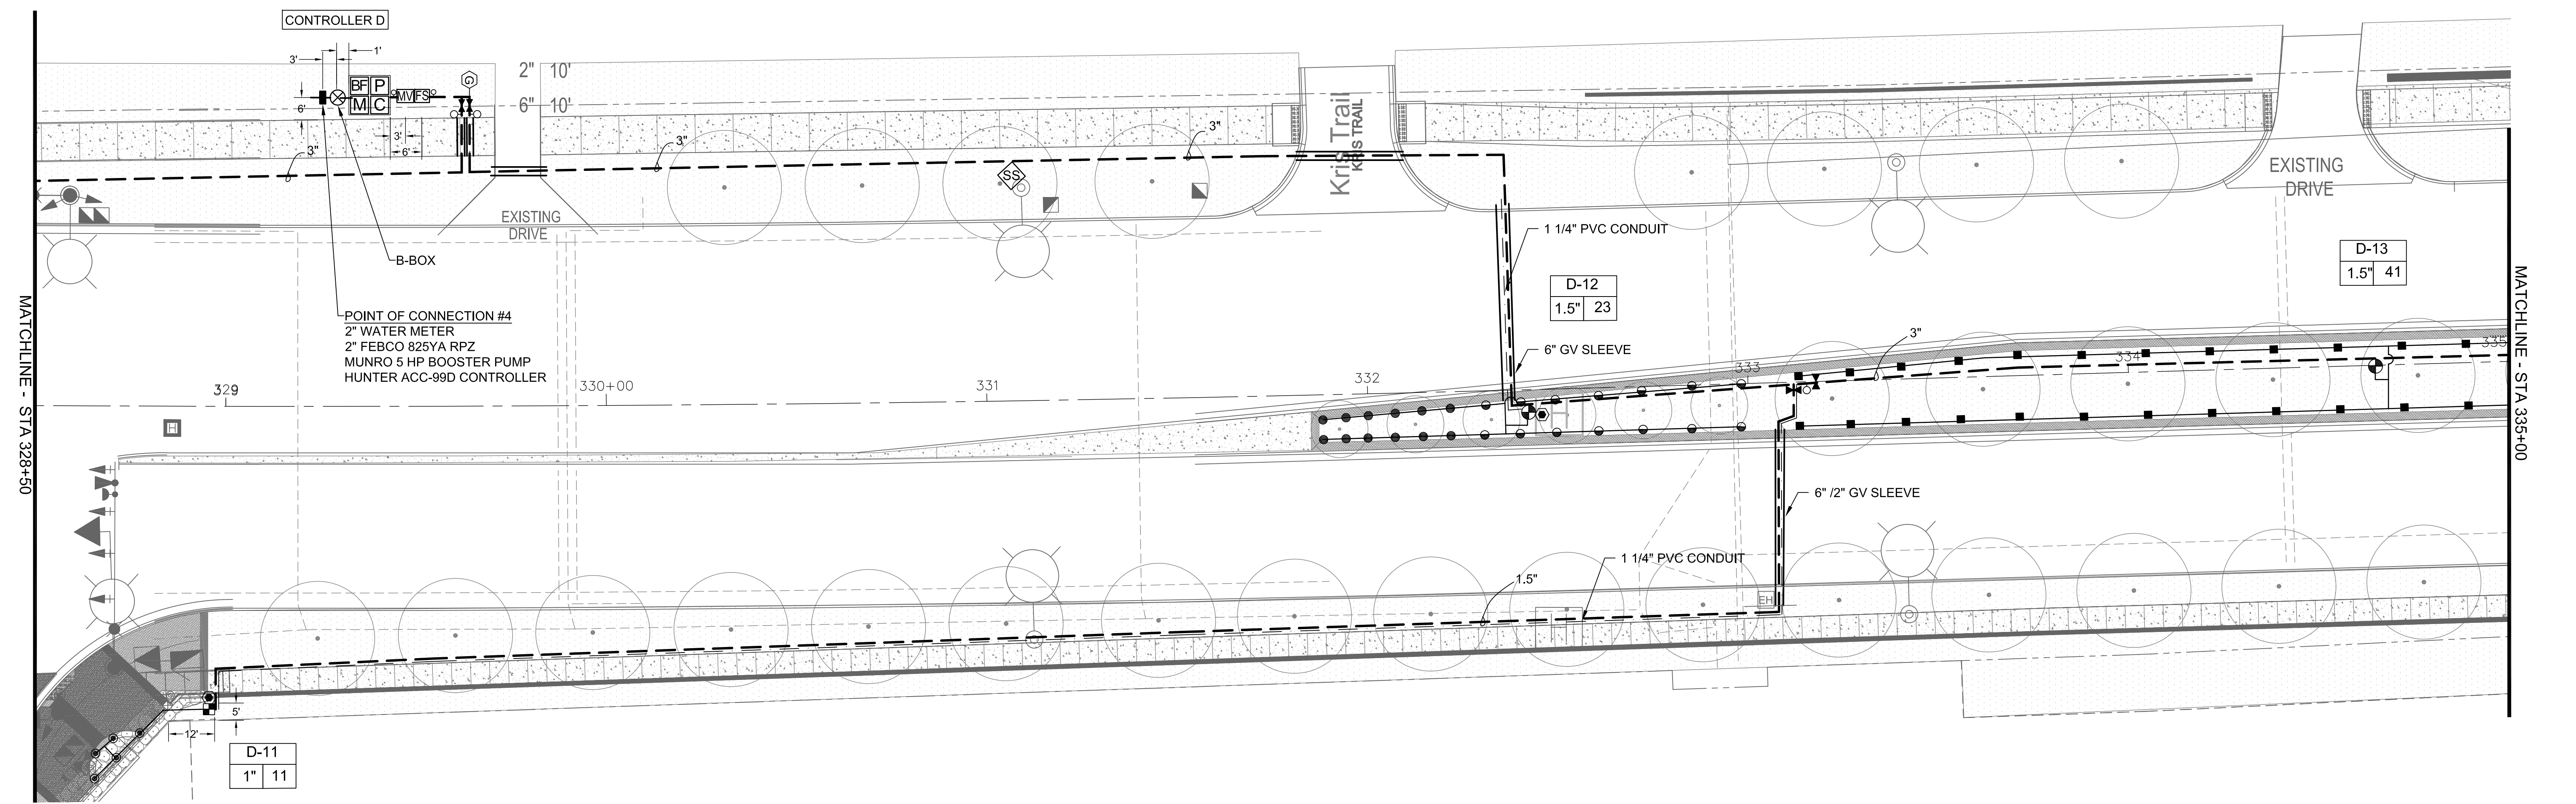 CONTROLLER D
3'
1'
6'
BF P
M C
MV FS
G
3'
6'
2" 10'
6" 10'
3"
3"
3"
SS
Kris Trail
KRIS TRAIL
EXISTING
DRIVE
EXISTING
DRIVE
B-BOX
POINT OF CONNECTION #4
2" WATER METER
2" FEBCO 825YA RPZ
MUNRO 5 HP BOOSTER PUMP
HUNTER ACC-99D CONTROLLER
1 1/4" PVC CONDUIT
D-12
1.5" 23
6" GV SLEEVE
D-13
1.5" 41
3"
MATCHLINE - STA 328+50
MATCHLINE - STA 335+00
329
330+00
331
332
333
334
335
H
H
6" /2" GV SLEEVE
1 1/4" PVC CONDUIT
1.5"
EH
5'
12'
D-11
1" 11